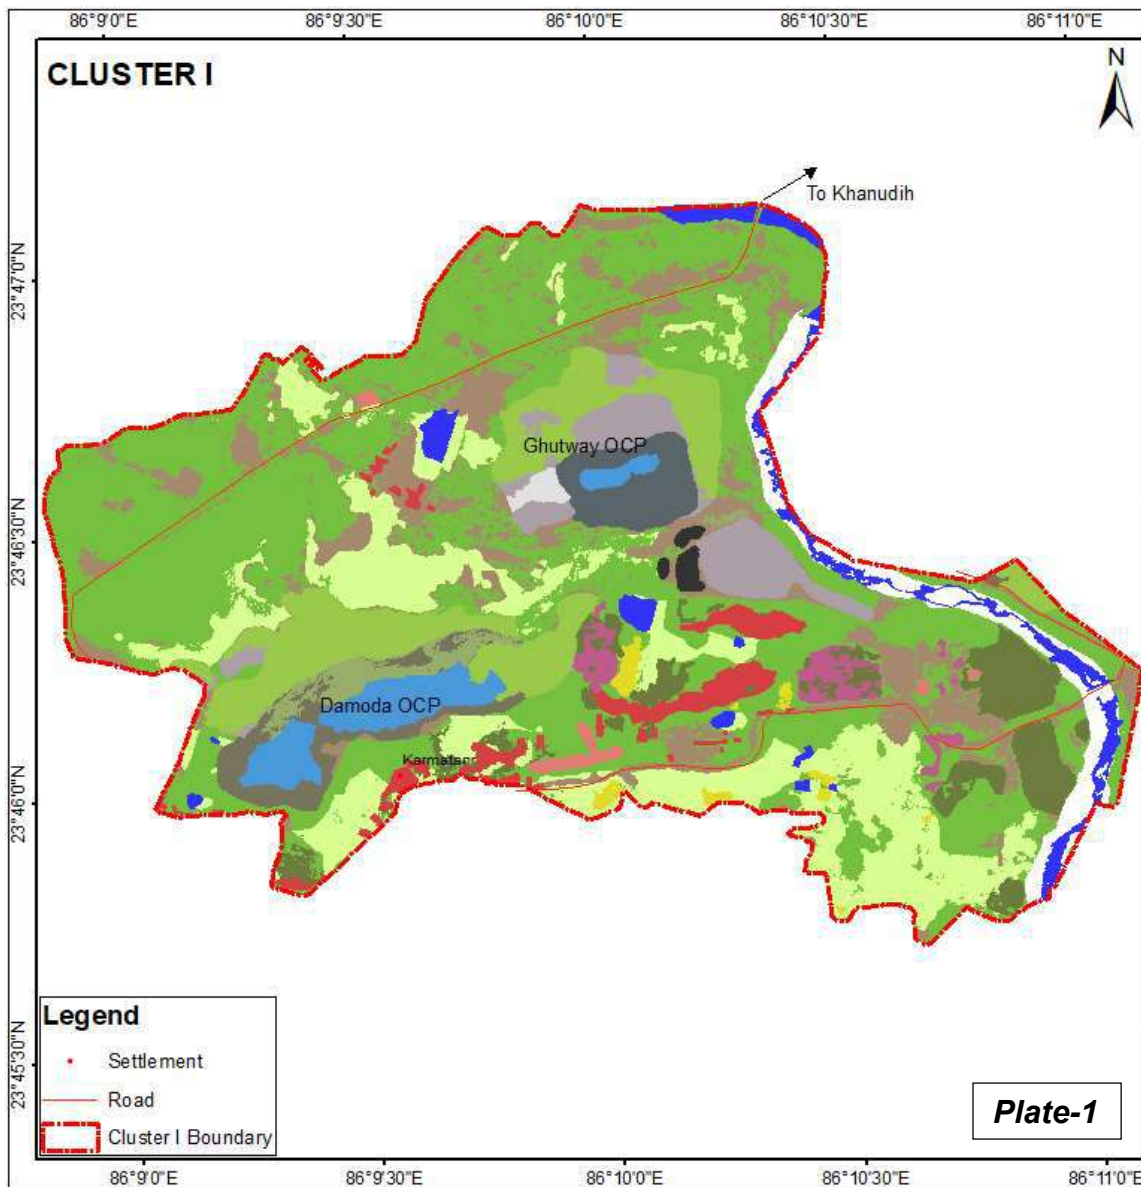 86°9'0"E 86°9'30"E 86°10'0"E 86°10'30"E 86°11'0"E
CLUSTER I
N
To Khanudih
23°47'0"N
Ghutway OCP
23°46'30"N
Damoda OCP
Karmatanr
23°46'0"N
Legend
Settlement
Road
Cluster I Boundary
23°45'30"N
Plate-1
86°9'0"E 86°9'30"E 86°10'0"E 86°10'30"E 86°11'0"E